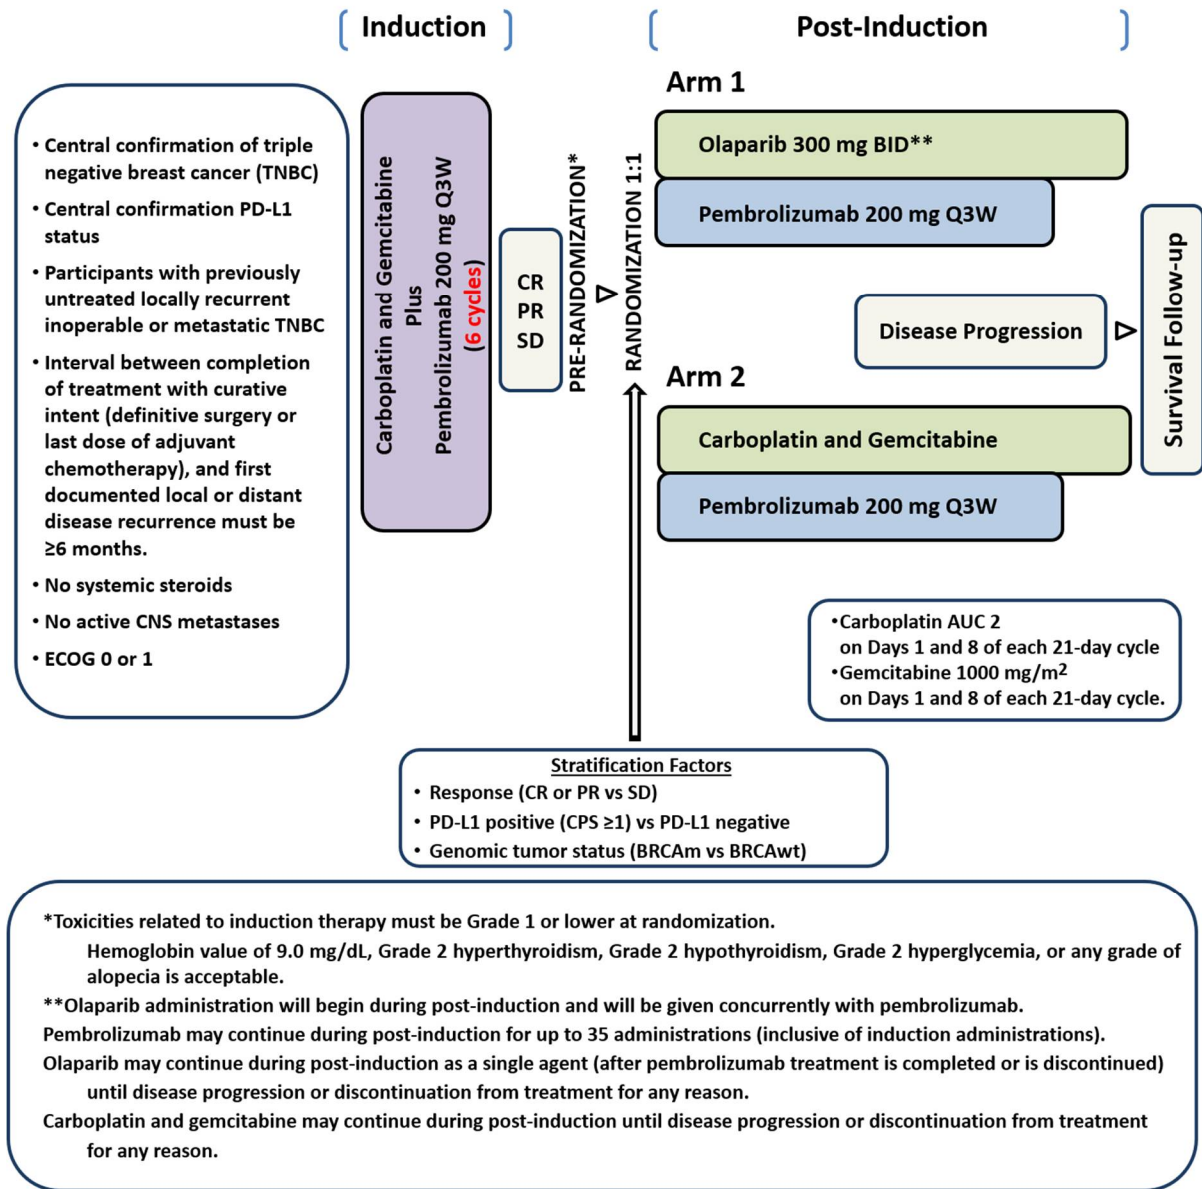 Induction
Post-Induction
• Central confirmation of triple
negative breast cancer (TNBC)
• Central confirmation PD-L1
status
• Participants with previously
untreated locally recurrent
inoperable or metastatic TNBC
• Interval between completion
of treatment with curative
intent (definitive surgery or
last dose of adjuvant
chemotherapy), and first
documented local or distant
disease recurrence must be
≥6 months.
• No systemic steroids
• No active CNS metastases
• ECOG 0 or 1
Carboplatin and Gemcitabine
Plus
Pembrolizumab 200 mg Q3W
(6 cycles)
CR
PR
SD
PRE-RANDOMIZATION*
RANDOMIZATION 1:1
Arm 1
Olaparib 300 mg BID**
Pembrolizumab 200 mg Q3W
Disease Progression
Survival Follow-up
Arm 2
Carboplatin and Gemcitabine
Pembrolizumab 200 mg Q3W
•Carboplatin AUC 2
on Days 1 and 8 of each 21-day cycle
•Gemcitabine 1000 mg/m²
on Days 1 and 8 of each 21-day cycle.
Stratification Factors
• Response (CR or PR vs SD)
• PD-L1 positive (CPS ≥1) vs PD-L1 negative
• Genomic tumor status (BRCAm vs BRCAwt)
*Toxicities related to induction therapy must be Grade 1 or lower at randomization.
Hemoglobin value of 9.0 mg/dL, Grade 2 hyperthyroidism, Grade 2 hypothyroidism, Grade 2 hyperglycemia, or any grade of
alopecia is acceptable.
**Olaparib administration will begin during post-induction and will be given concurrently with pembrolizumab.
Pembrolizumab may continue during post-induction for up to 35 administrations (inclusive of induction administrations).
Olaparib may continue during post-induction as a single agent (after pembrolizumab treatment is completed or is discontinued)
until disease progression or discontinuation from treatment for any reason.
Carboplatin and gemcitabine may continue during post-induction until disease progression or discontinuation from treatment
for any reason.